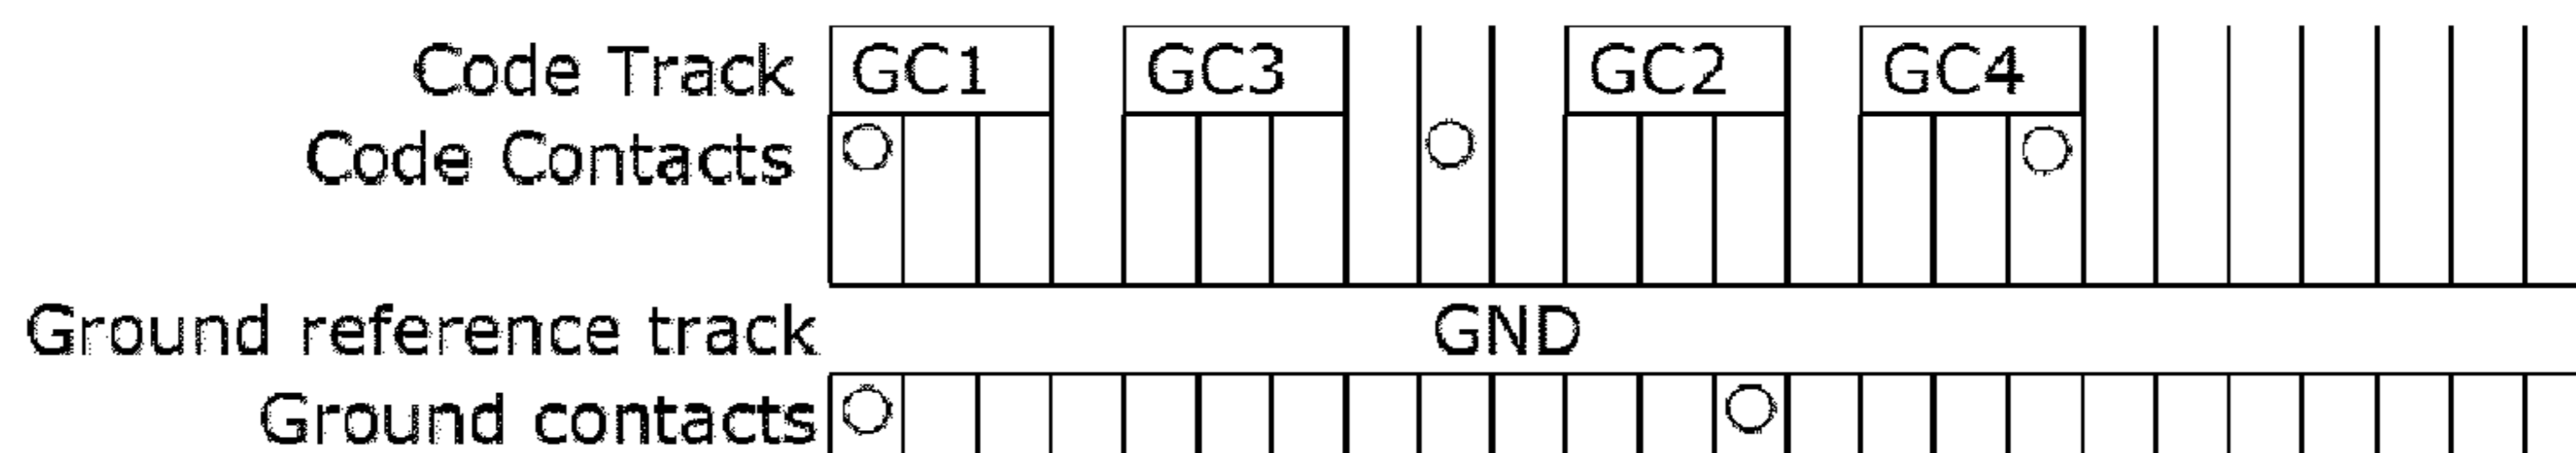 Code Track GC1 GC3 GC2 GC4
Code Contacts
Ground reference track GND
Ground contacts